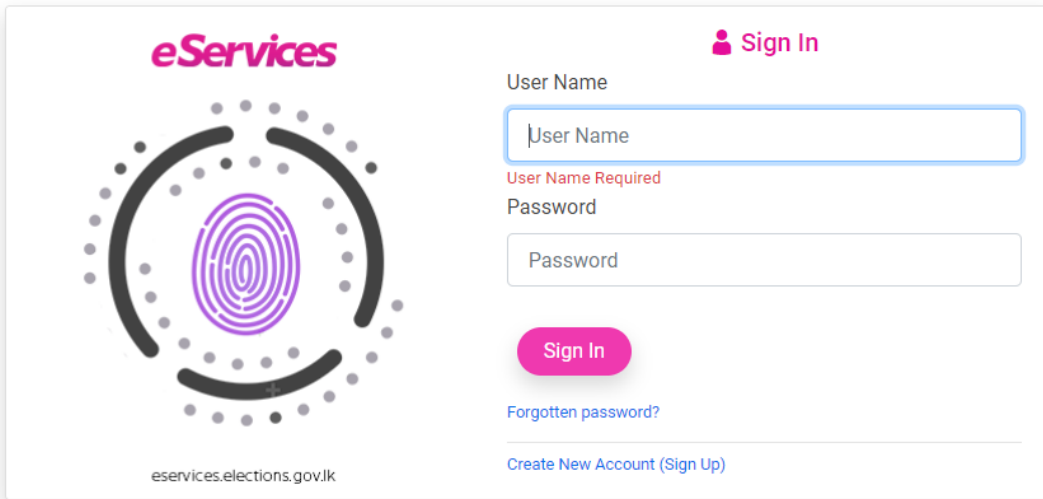 eServices
eservices.elections.gov.lk
Sign In
User Name
User Name
User Name Required
Password
Password
Sign In
Forgotten password?
Create New Account (Sign Up)